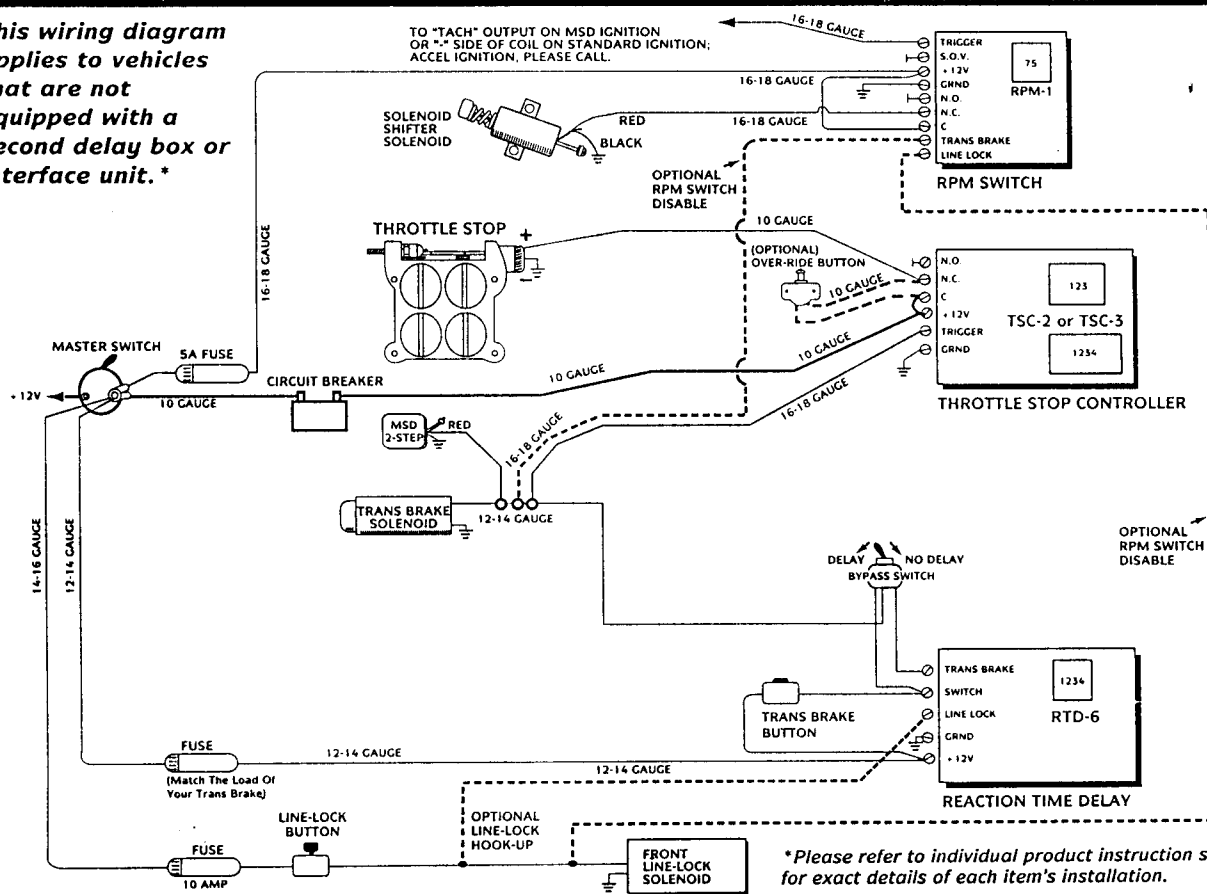 his wiring diagram
pplies to vehicles
hat are not
quipped with a
econd delay box or
terface unit.*
TO "TACH" OUTPUT ON MSD IGNITION
OR "-" SIDE OF COIL ON STANDARD IGNITION;
ACCEL IGNITION, PLEASE CALL.
16-18 GAUGE
TRIGGER
S.O.V.
+ 12V
GRND
N.O.
N.C.
C
TRANS BRAKE
LINE LOCK
75
RPM-1
RPM SWITCH
16-18 GAUGE
SOLENOID
SHIFTER
SOLENOID
RED
BLACK
16-18 GAUGE
OPTIONAL
RPM SWITCH
DISABLE
16-18 GAUGE
THROTTLE STOP
+
-
10 GAUGE
(OPTIONAL)
OVER-RIDE BUTTON
10 GAUGE
N.O.
N.C.
C
+ 12V
TRIGGER
GRND
123
TSC-2 or TSC-3
1234
THROTTLE STOP CONTROLLER
MASTER SWITCH
5A FUSE
+ 12V
10 GAUGE
CIRCUIT BREAKER
10 GAUGE
10 GAUGE
16-18 GAUGE
MSD
2-STEP
RED
16-18 GAUGE
TRANS BRAKE
SOLENOID
12-14 GAUGE
14-16 GAUGE
12-14 GAUGE
OPTIONAL
RPM SWITCH
DISABLE
DELAY
NO DELAY
BYPASS SWITCH
TRANS BRAKE
SWITCH
LINE LOCK
GRND
+ 12V
1234
RTD-6
REACTION TIME DELAY
TRANS BRAKE
BUTTON
FUSE
(Match The Load Of
Your Trans Brake)
12-14 GAUGE
12-14 GAUGE
LINE-LOCK
BUTTON
OPTIONAL
LINE-LOCK
HOOK-UP
FUSE
10 AMP
FRONT
LINE-LOCK
SOLENOID
*Please refer to individual product instruction s
for exact details of each item's installation.